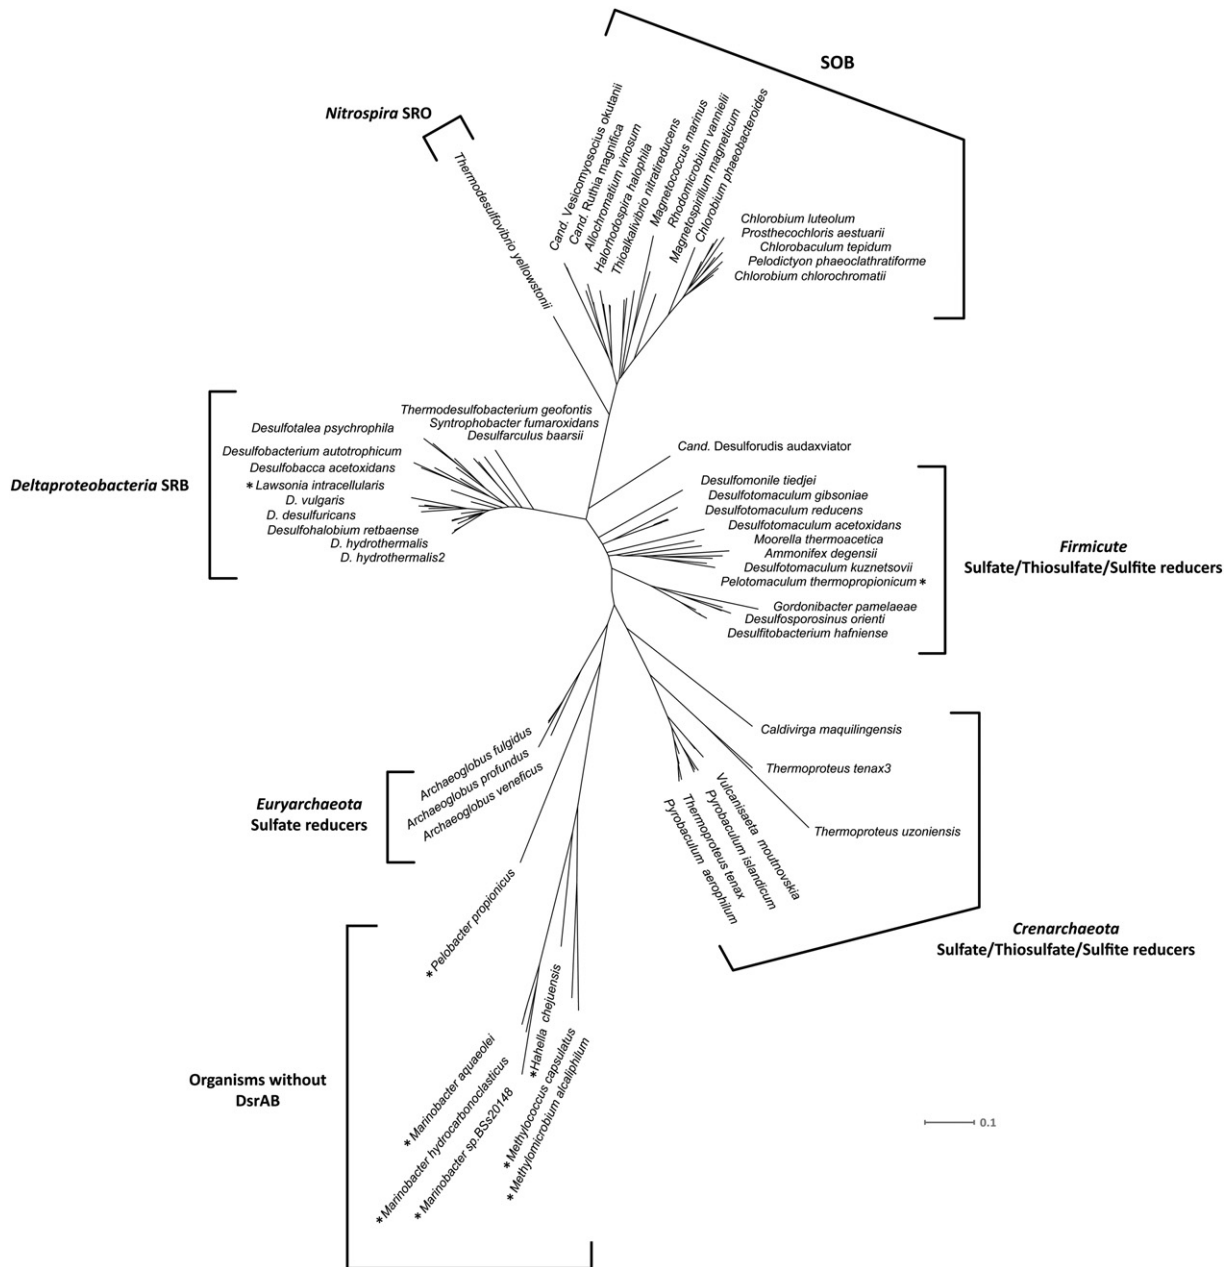 SOB
Nitrospira SRO
Thermodesulfovibrio yellowstonii
Cand. Vesicomyosocius okutanii
Cand. Ruthia magnifica
Allochromatium vinosum
Halorhodospira halophila
Thioalkalivibrio nitratireducens
Magnetococcus marinus
Rhodomicrobium vannielii
Magnetospirillum magneticum
Chlorobium phaeobacteroides
Chlorobium luteolum
Prosthecochloris aestuarii
Chlorobaculum tepidum
Pelodictyon phaeoclathratiforme
Chlorobium chlorochromatii
Deltaproteobacteria SRB
Thermodesulfobacterium geofontis
Syntrophobacter fumaroxidans
Desulfarculus baarsii
Desulfotalea psychrophila
Desulfobacterium autotrophicum
Desulfobacca acetoxidans
* Lawsonia intracellularis
D. vulgaris
D. desulfuricans
Desulfohalobium retbaense
D. hydrothermalis
D. hydrothermalis2
Cand. Desulforudis audaxviator
Desulfomonile tiedjei
Desulfotomaculum gibsoniae
Desulfotomaculum reducens
Desulfotomaculum acetoxidans
Moorella thermoacetica
Ammonifex degensii
Desulfotomaculum kuznetsovii
Pelotomaculum thermopropionicum *
Gordonibacter pamelaeae
Desulfosporosinus orienti
Desulfitobacterium hafniense
Firmicute
Sulfate/Thiosulfate/Sulfite reducers
Caldivirga maquilingensis
Thermoproteus tenax3
Thermoproteus uzoniensis
Vulcanisaeta moutnovskia
Pyrobaculum islandicum
Thermoproteus tenax
Pyrobaculum aerophilum
Crenarchaeota
Sulfate/Thiosulfate/Sulfite reducers
Archaeoglobus fulgidus
Archaeoglobus profundus
Archaeoglobus veneficus
Euryarchaeota
Sulfate reducers
* Pelobacter propionicus
Organisms without
DsrAB
* Marinobacter aquaeolei
* Marinobacter hydrocarbonoclasticus
* Marinobacter sp.BSs20148
* Hahella chejuensis
* Methylococcus capsulatus
* Methylomicrobium alcaliphilum
0.1